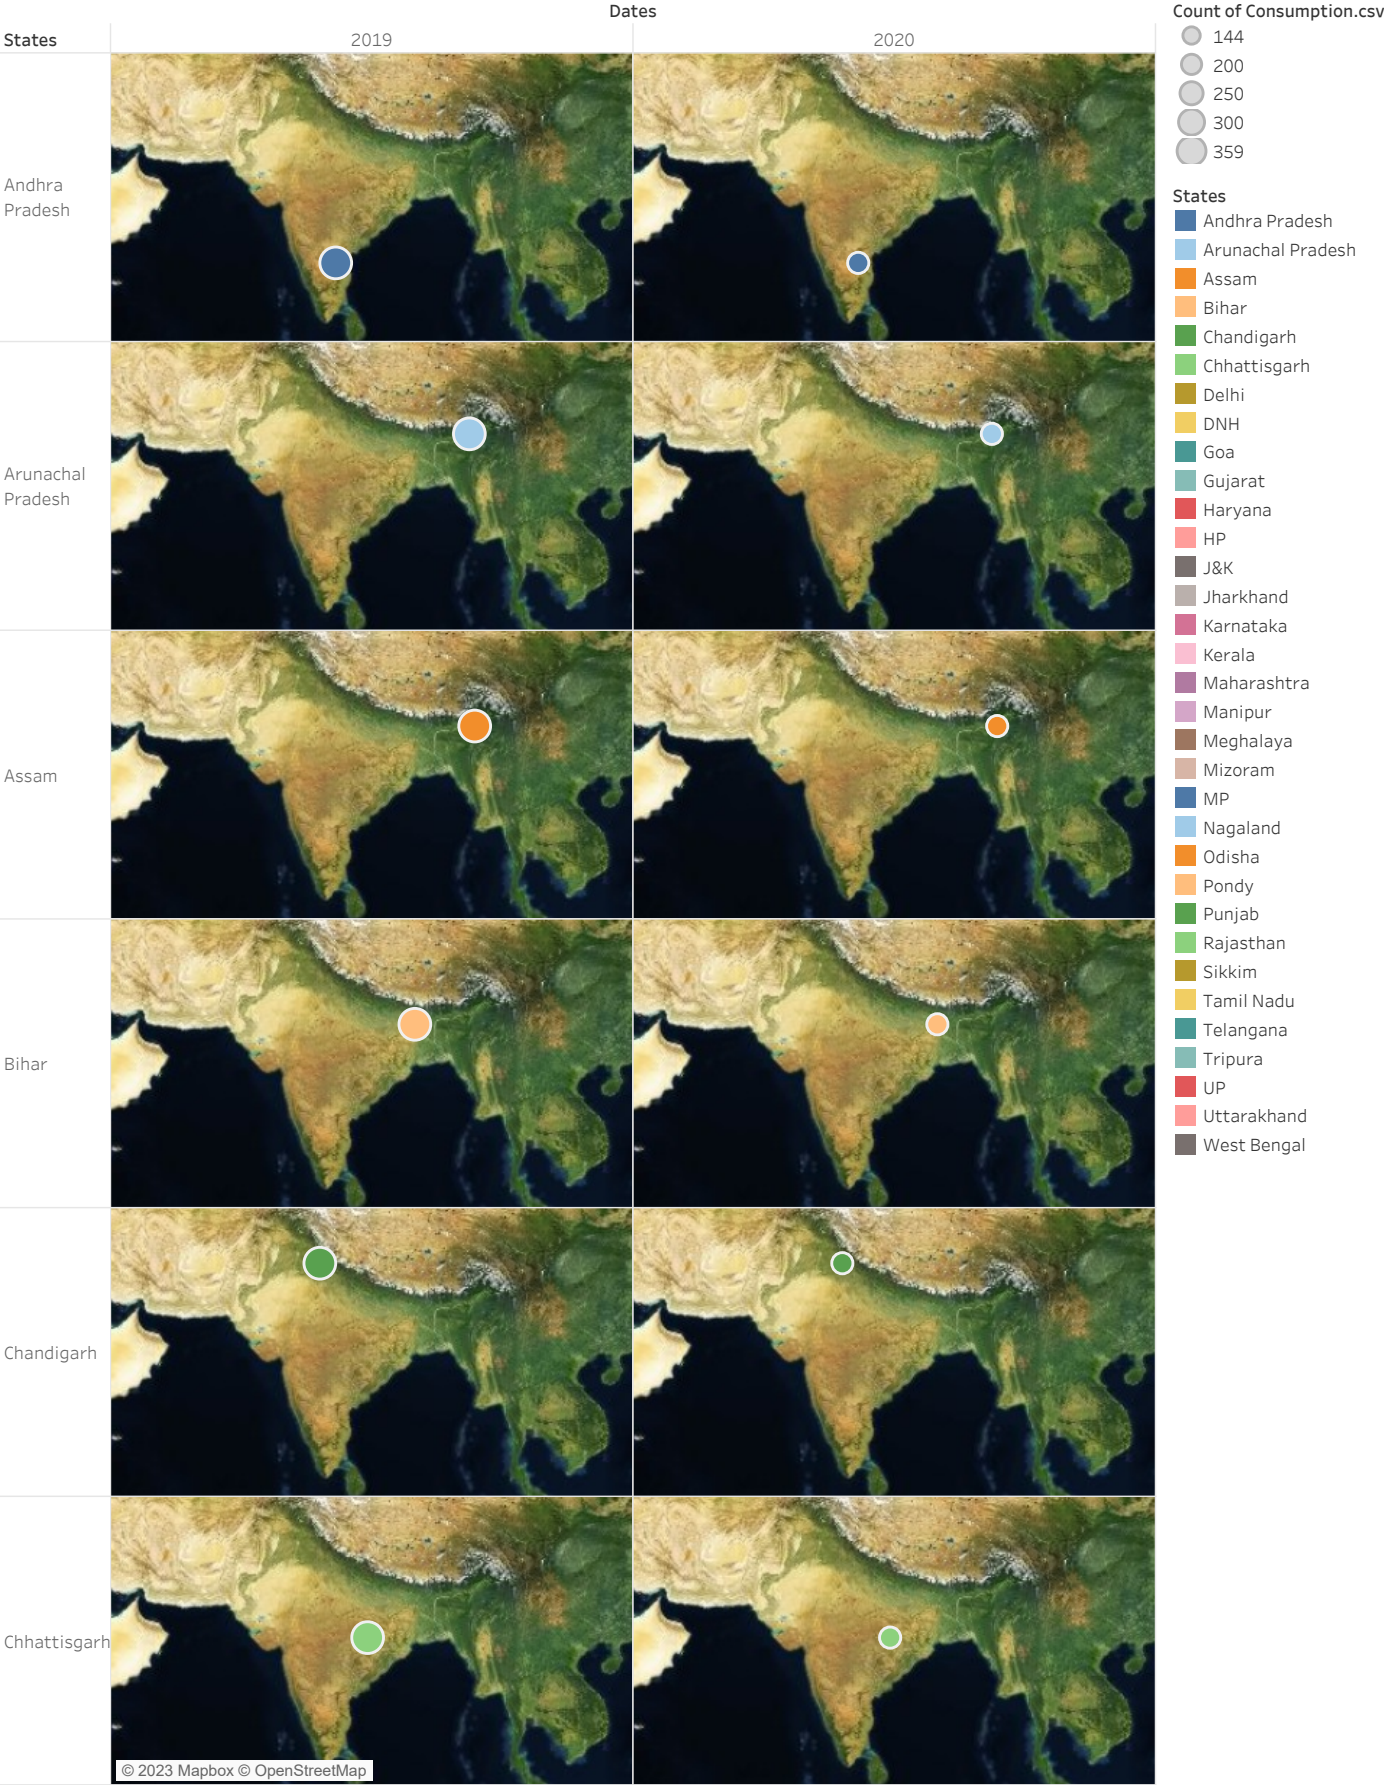 Dates
States
2019
2020
Andhra
Pradesh
Arunachal
Pradesh
Assam
Bihar
Chandigarh
Chhattisgarh
© 2023 Mapbox © OpenStreetMap
Count of Consumption.csv
144
200
250
300
359
States
Andhra Pradesh
Arunachal Pradesh
Assam
Bihar
Chandigarh
Chhattisgarh
Delhi
DNH
Goa
Gujarat
Haryana
HP
J&K
Jharkhand
Karnataka
Kerala
Maharashtra
Manipur
Meghalaya
Mizoram
MP
Nagaland
Odisha
Pondy
Punjab
Rajasthan
Sikkim
Tamil Nadu
Telangana
Tripura
UP
Uttarakhand
West Bengal